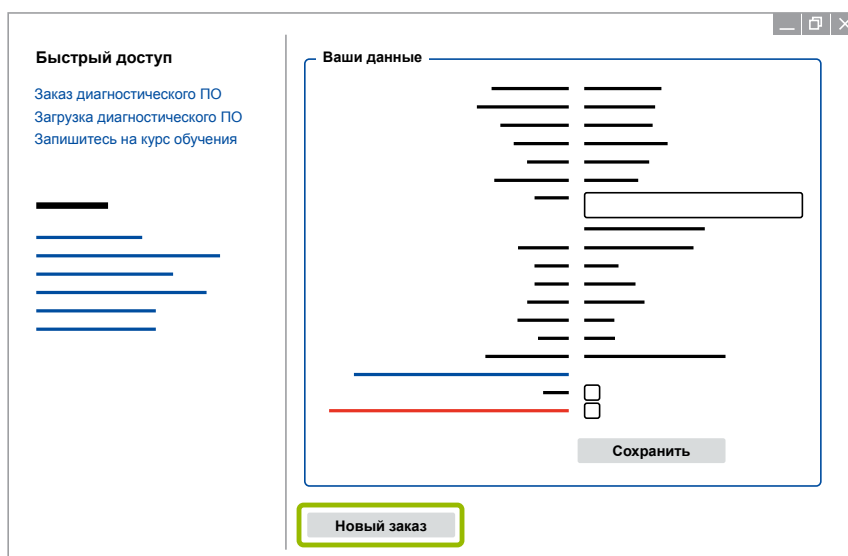 Быстрый доступ
Заказ диагностического ПО
Загрузка диагностического ПО
Запишитесь на курс обучения
Ваши данные
Сохранить
Новый заказ